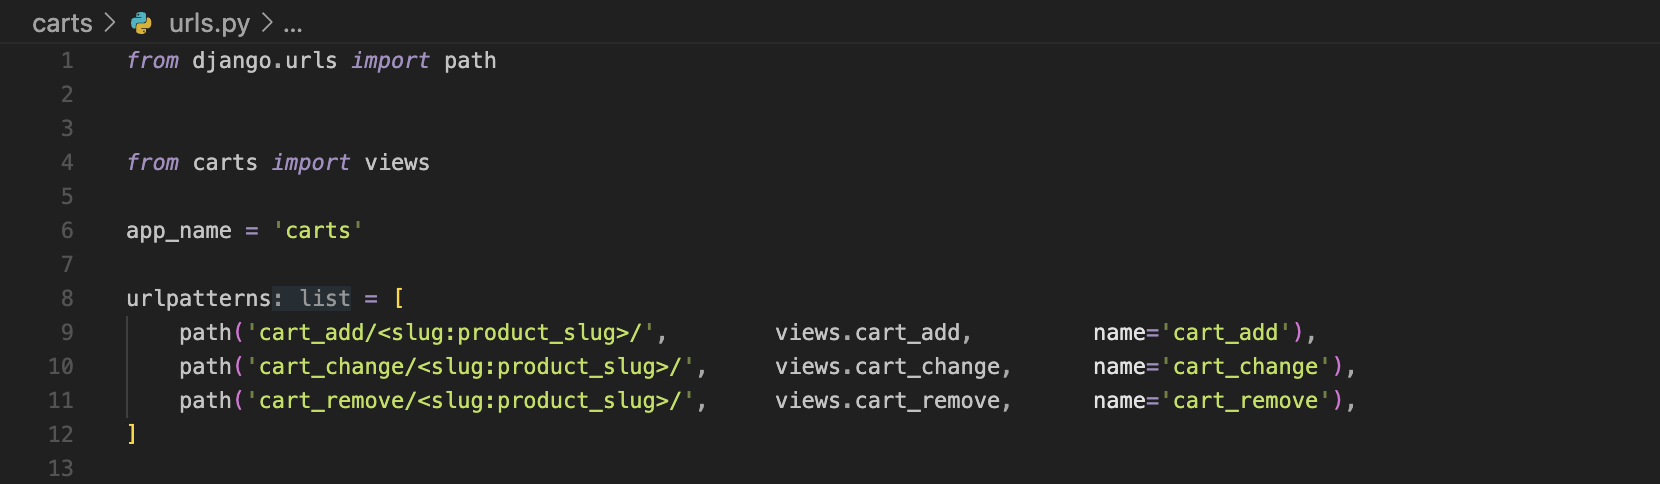 carts > urls.py > ...
1 from django.urls import path
2
3
4 from carts import views
5
6 app_name = 'carts'
7
8 urlpatterns: list = [
9 path('cart_add/<slug:product_slug>/', views.cart_add, name='cart_add'),
10 path('cart_change/<slug:product_slug>/', views.cart_change, name='cart_change'),
11 path('cart_remove/<slug:product_slug>/', views.cart_remove, name='cart_remove'),
12 ]
13